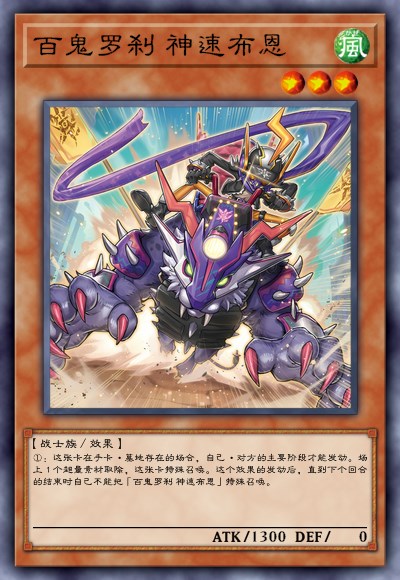 百鬼罗刹 神速布恩
風
【战士族/效果】
①：这张卡在手卡·墓地存在的场合，自己·对方的主要阶段才能发动。场
上1个超量素材取除，这张卡特殊召唤。这个效果的发动后，直到下个回合
的结束时自己不能把「百鬼罗刹 神速布恩」特殊召唤。
ATK/1300 DEF/ 0